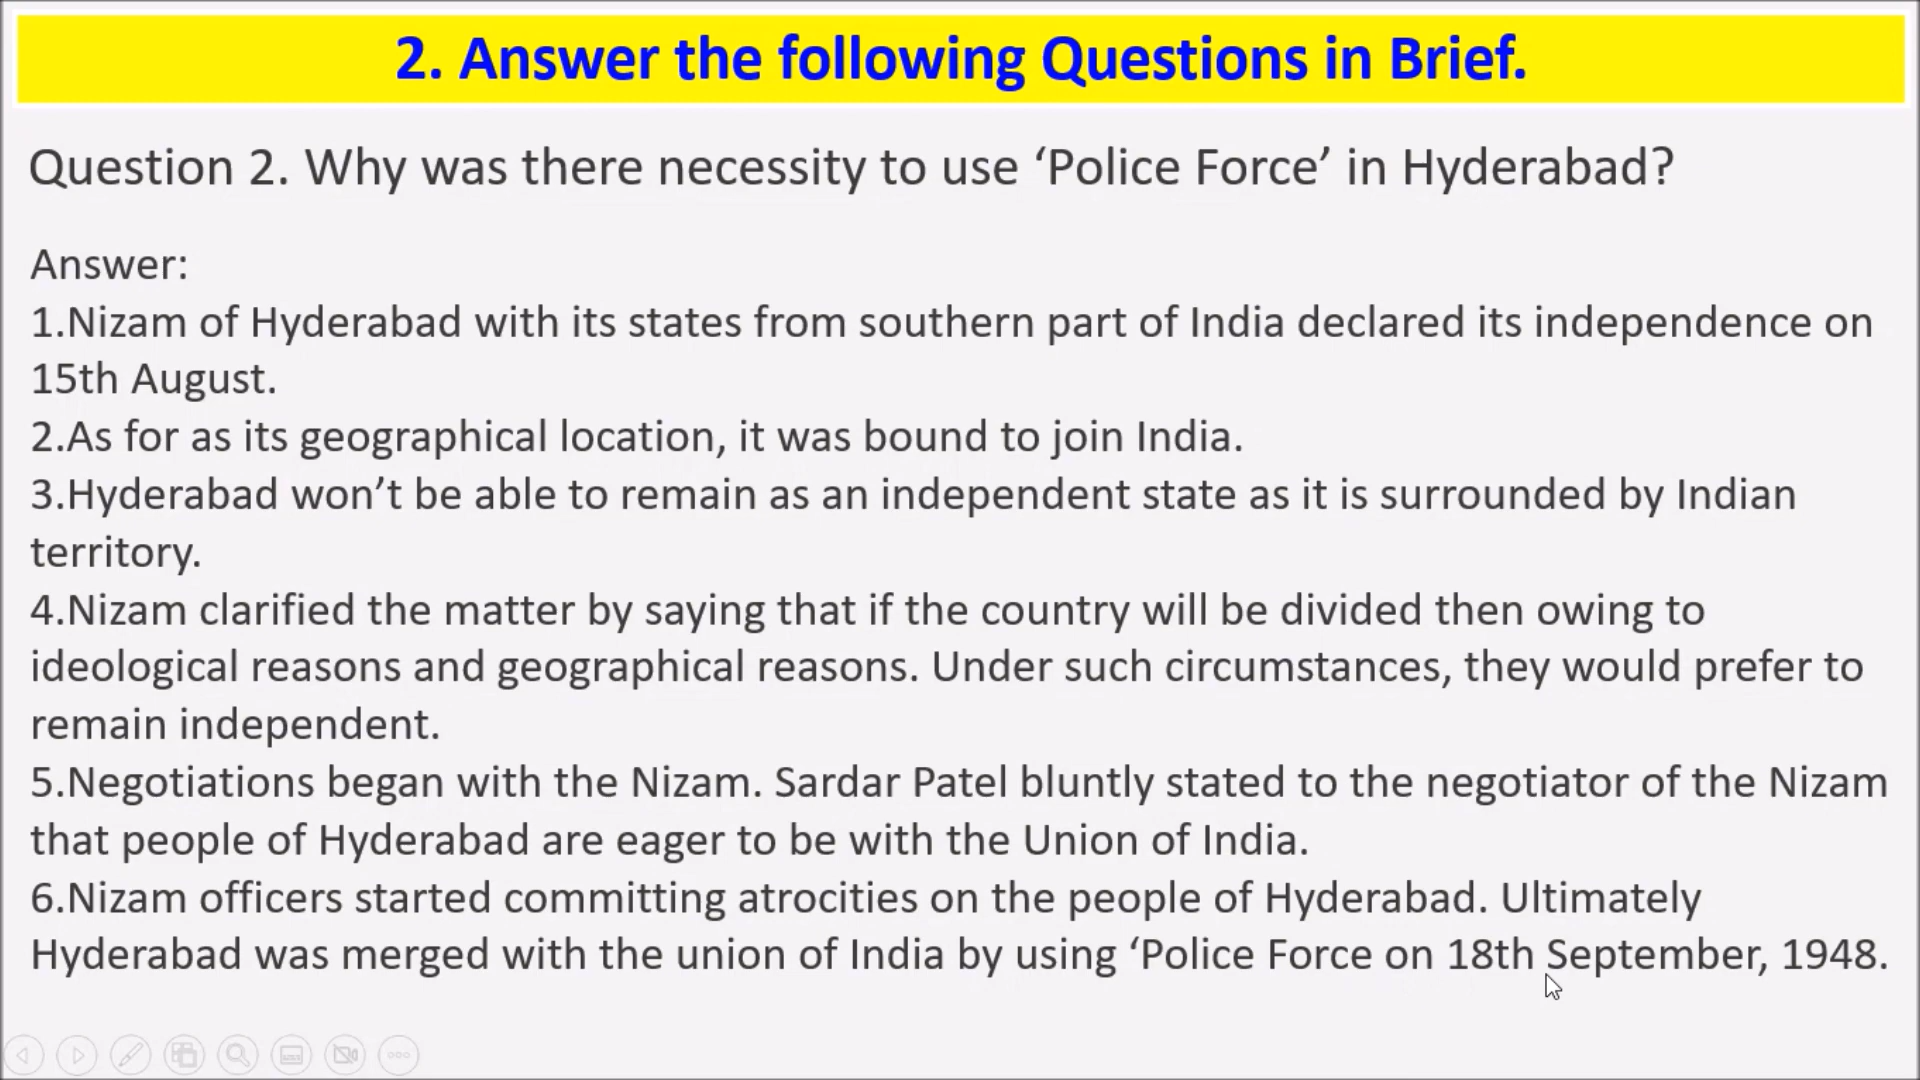 2. Answer the following Questions in Brief.
Question 2. Why was there necessity to use ‘Police Force’ in Hyderabad?
Answer:
1.Nizam of Hyderabad with its states from southern part of India declared its independence on
15th August.
2.As for as its geographical location, it was bound to join India.
3.Hyderabad won’t be able to remain as an independent state as it is surrounded by Indian
territory.
4.Nizam clarified the matter by saying that if the country will be divided then owing to
ideological reasons and geographical reasons. Under such circumstances, they would prefer to
remain independent.
5.Negotiations began with the Nizam. Sardar Patel bluntly stated to the negotiator of the Nizam
that people of Hyderabad are eager to be with the Union of India.
6.Nizam officers started committing atrocities on the people of Hyderabad. Ultimately
Hyderabad was merged with the union of India by using ‘Police Force on 18th September, 1948.